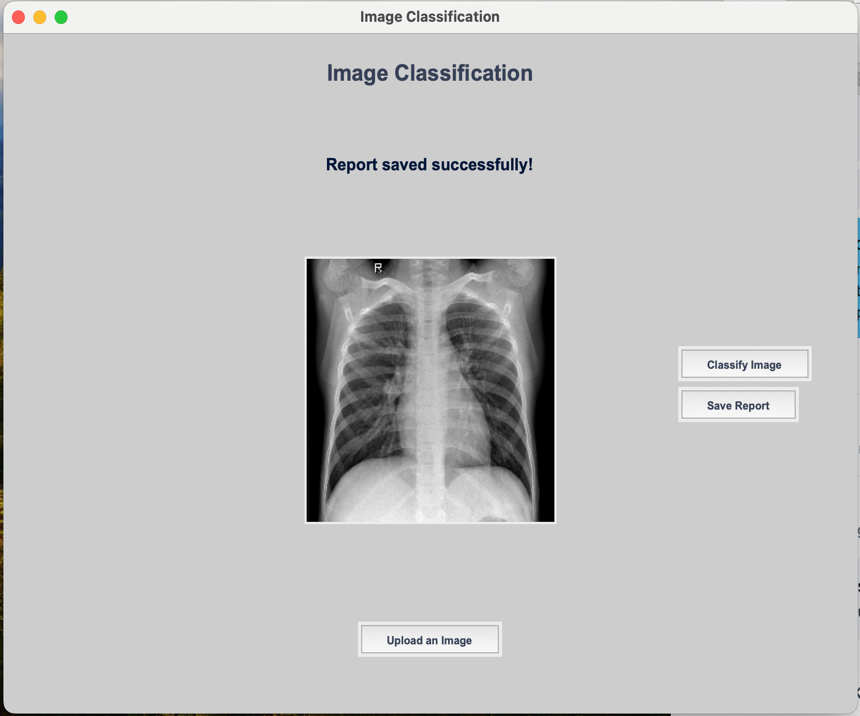 Image Classification
Image Classification
Report saved successfully!
R
Classify Image
Save Report
Upload an Image